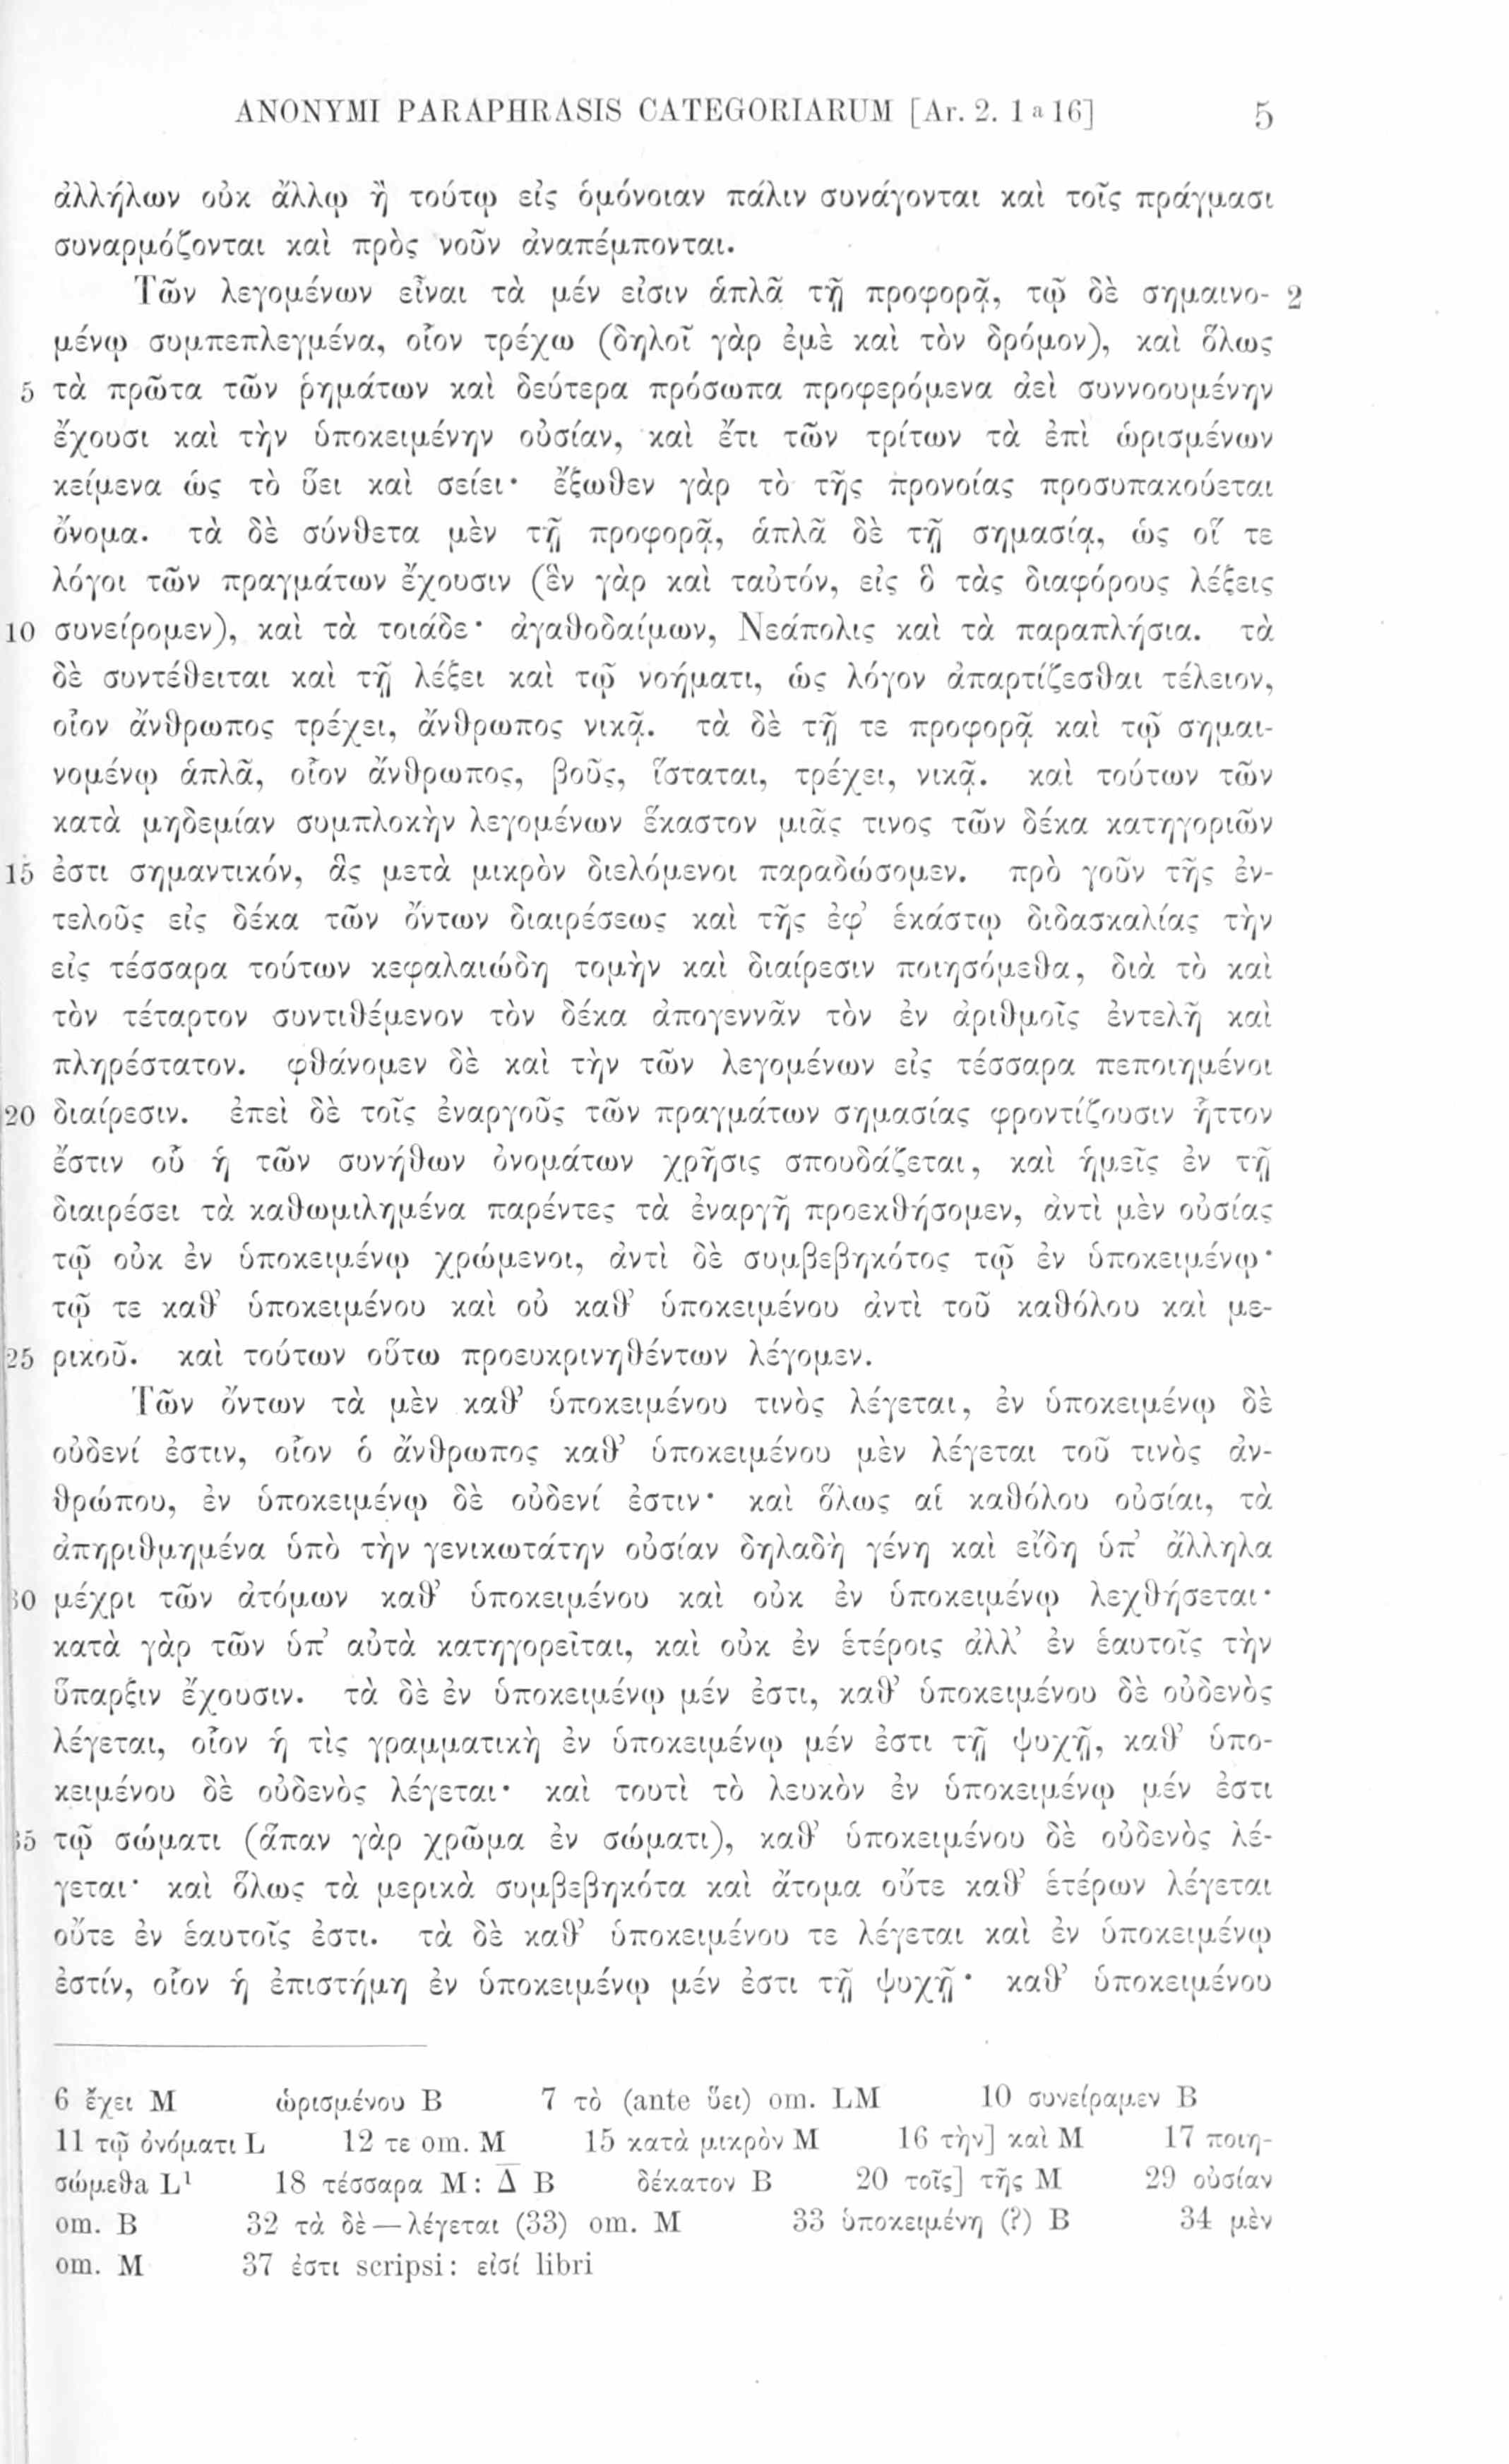 ANONYMI PARAPHRASIS CATEGORIARUM [Ar. 2. 1 a 16] 5
ἀλλήλων οὐκ ἄλλῳ ἢ τούτῳ εἰς ὁμόνοιαν πάλιν συνάγονται καὶ τοῖς πράγμασι
συναρμόζονται καὶ πρὸς νοῦν ἀναπέμπονται.
Τῶν λεγομένων εἶναι τὰ μέν εἰσιν ἁπλᾶ τῇ προφορᾷ, τῷ δὲ σημαινο- 2
μένῳ συμπεπλεγμένα, οἷον τρέχω (δηλοῖ γὰρ ἐμὲ καὶ τὸν δρόμον), καὶ ὅλως
5 τὰ πρῶτα τῶν ῥημάτων καὶ δεύτερα πρόσωπα προφερόμενα ἀεὶ συννοουμένην
ἔχουσι καὶ τὴν ὑποκειμένην οὐσίαν, καὶ ἔτι τῶν τρίτων τὰ ἐπὶ ὡρισμένων
κείμενα ὡς τὸ ὕει καὶ σείει· ἔξωθεν γὰρ τὸ τῆς προνοίας προσυπακούεται
ὄνομα. τὰ δὲ σύνθετα μὲν τῇ προφορᾷ, ἁπλᾶ δὲ τῇ σημασίᾳ, ὡς οἵ τε
λόγοι τῶν πραγμάτων ἔχουσιν (ἓν γὰρ καὶ ταὐτόν, εἰς ὃ τὰς διαφόρους λέξεις
10 συνείρομεν), καὶ τὰ τοιάδε· ἀγαθοδαίμων, Νεάπολις καὶ τὰ παραπλήσια. τὰ
δὲ συντέθειται καὶ τῇ λέξει καὶ τῷ νοήματι, ὡς λόγον ἀπαρτίζεσθαι τέλειον,
οἷον ἄνθρωπος τρέχει, ἄνθρωπος νικᾷ. τὰ δὲ τῇ τε προφορᾷ καὶ τῷ σημαι-
νομένῳ ἁπλᾶ, οἷον ἄνθρωπος, βοῦς, ἵσταται, τρέχει, νικᾷ. καὶ τούτων τῶν
κατὰ μηδεμίαν συμπλοκὴν λεγομένων ἕκαστον μιᾶς τινος τῶν δέκα κατηγοριῶν
15 ἐστι σημαντικόν, ἃς μετὰ μικρὸν διελόμενοι παραδώσομεν. πρὸ γοῦν τῆς ἐν-
τελοῦς εἰς δέκα τῶν ὄντων διαιρέσεως καὶ τῆς ἐφ’ ἑκάστῳ διδασκαλίας τὴν
εἰς τέσσαρα τούτων κεφαλαιώδη τομὴν καὶ διαίρεσιν ποιησόμεθα, διὰ τὸ καὶ
τὸν τέταρτον συντιθέμενον τὸν δέκα ἀπογεννᾶν τὸν ἐν ἀριθμοῖς ἐντελῆ καὶ
πληρέστατον. φθάνομεν δὲ καὶ τὴν τῶν λεγομένων εἰς τέσσαρα πεποιημένοι
20 διαίρεσιν. ἐπεὶ δὲ τοῖς ἐναργοῦς τῶν πραγμάτων σημασίας φροντίζουσιν ἧττον
ἔστιν οὗ ἡ τῶν συνήθων ὀνομάτων χρῆσις σπουδάζεται, καὶ ἡμεῖς ἐν τῇ
διαιρέσει τὰ καθωμιλημένα παρέντες τὰ ἐναργῆ προεκθήσομεν, ἀντὶ μὲν οὐσίας
τῷ οὐκ ἐν ὑποκειμένῳ χρώμενοι, ἀντὶ δὲ συμβεβηκότος τῷ ἐν ὑποκειμένῳ·
τῷ τε καθ’ ὑποκειμένου καὶ οὐ καθ’ ὑποκειμένου ἀντὶ τοῦ καθόλου καὶ με-
25 ρικοῦ. καὶ τούτων οὕτω προευκρινηθέντων λέγομεν.
Τῶν ὄντων τὰ μὲν καθ’ ὑποκειμένου τινὸς λέγεται, ἐν ὑποκειμένῳ δὲ
οὐδενί ἐστιν, οἷον ὁ ἄνθρωπος καθ’ ὑποκειμένου μὲν λέγεται τοῦ τινὸς ἀν-
θρώπου, ἐν ὑποκειμένῳ δὲ οὐδενί ἐστιν· καὶ ὅλως αἱ καθόλου οὐσίαι, τὰ
ἀπηριθμημένα ὑπὸ τὴν γενικωτάτην οὐσίαν δηλαδὴ γένη καὶ εἴδη ὑπ’ ἄλληλα
30 μέχρι τῶν ἀτόμων καθ’ ὑποκειμένου καὶ οὐκ ἐν ὑποκειμένῳ λεχθήσεται·
κατὰ γὰρ τῶν ὑπ’ αὐτὰ κατηγορεῖται, καὶ οὐκ ἐν ἑτέροις ἀλλ’ ἐν ἑαυτοῖς τὴν
ὕπαρξιν ἔχουσιν. τὰ δὲ ἐν ὑποκειμένῳ μέν ἐστι, καθ’ ὑποκειμένου δὲ οὐδενὸς
λέγεται, οἷον ἡ τὶς γραμματικὴ ἐν ὑποκειμένῳ μέν ἐστι τῇ ψυχῇ, καθ’ ὑπο-
κειμένου δὲ οὐδενὸς λέγεται· καὶ τουτὶ τὸ λευκὸν ἐν ὑποκειμένῳ μέν ἐστι
35 τῷ σώματι (ἅπαν γὰρ χρῶμα ἐν σώματι), καθ’ ὑποκειμένου δὲ οὐδενὸς λέ-
γεται· καὶ ὅλως τὰ μερικὰ συμβεβηκότα καὶ ἄτομα οὔτε καθ’ ἑτέρων λέγεται
οὔτε ἐν ἑαυτοῖς ἐστι. τὰ δὲ καθ’ ὑποκειμένου τε λέγεται καὶ ἐν ὑποκειμένῳ
ἐστίν, οἷον ἡ ἐπιστήμη ἐν ὑποκειμένῳ μέν ἐστι τῇ ψυχῇ· καθ’ ὑποκειμένου
6 ἔχει M ὡρισμένου B 7 τὸ (ante ὕει) om. LM 10 συνείραμεν B
11 τῷ ὀνόματι L 12 τε om. M 15 κατὰ μικρὸν M 16 τὴν] καὶ M 17 ποιη-
σώμεθα L¹ 18 τέσσαρα M: Δ̅ B δέκατον B 20 τοῖς] τῆς M 29 οὐσίαν
om. B 32 τὰ δὲ — λέγεται (33) om. M 33 ὑποκειμένη (?) B 34 μὲν
om. M 37 ἐστι scripsi: εἰσί libri